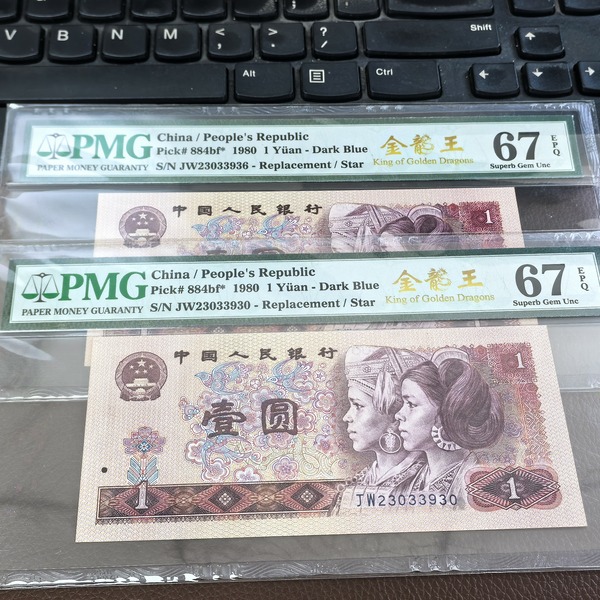 V B N M < > ? / Shift
Alt Ctrl
PMG
PAPER MONEY GUARANTY
China / People's Republic
Pick# 884bf* 1980 1 Yüan - Dark Blue
S/N JW23033936 - Replacement / Star
金龍王
King of Golden Dragons
67 EPQ
Superb Gem Unc
中国人民银行
1
PMG
PAPER MONEY GUARANTY
China / People's Republic
Pick# 884bf* 1980 1 Yüan - Dark Blue
S/N JW23033930 - Replacement / Star
金龍王
King of Golden Dragons
67 EPQ
Superb Gem Unc
中国人民银行
1
壹圆
JW23033930
1
1